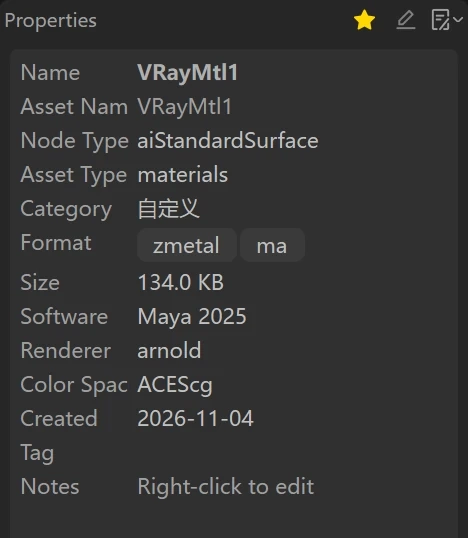 Properties
Name VRayMtl1
Asset Nam VRayMtl1
Node Type aiStandardSurface
Asset Type materials
Category 自定义
Format zmetal ma
Size 134.0 KB
Software Maya 2025
Renderer arnold
Color Spac ACEScg
Created 2026-11-04
Tag
Notes Right-click to edit